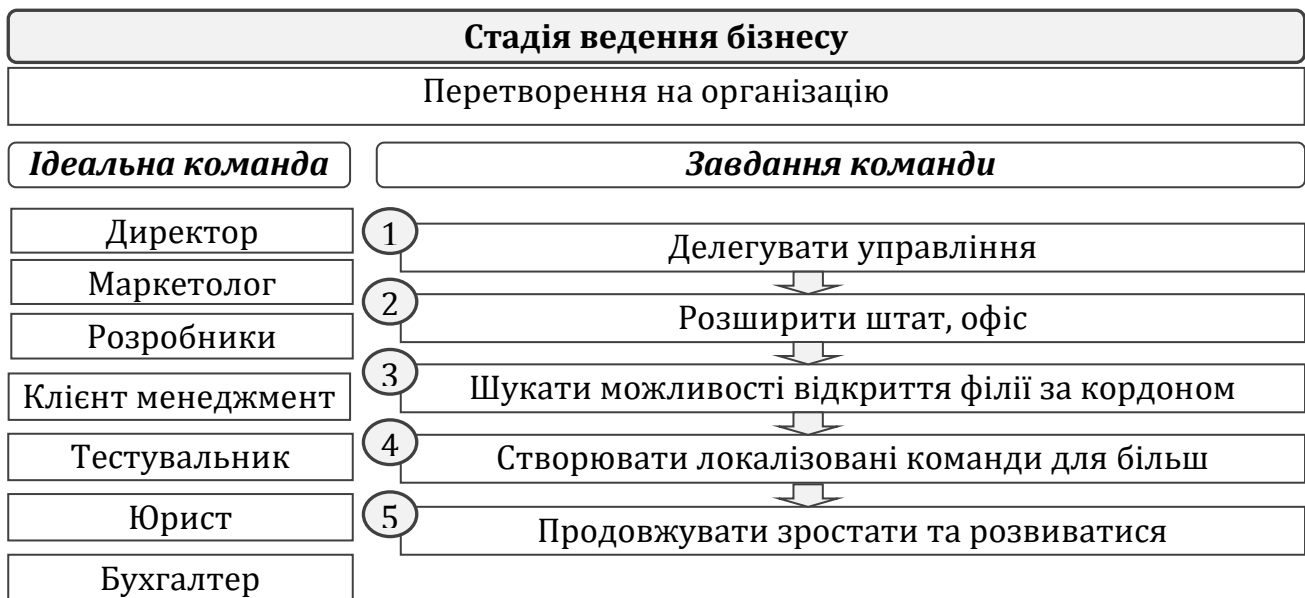 Стадія ведення бізнесу
Перетворення на організацію
Ідеальна команда
Завдання команди
Директор
Маркетолог
Розробники
Клієнт менеджмент
Тестувальник
Юрист
Бухгалтер
1
Делегувати управління
2
Розширити штат, офіс
3
Шукати можливості відкриття філії за кордоном
4
Створювати локалізовані команди для більш
5
Продовжувати зростати та розвиватися